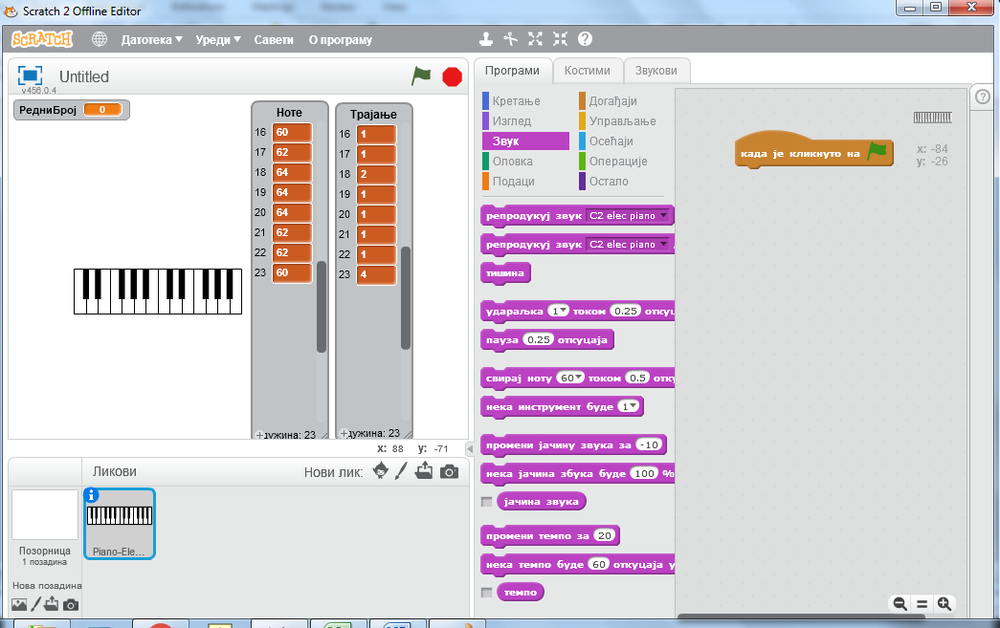 Scratch 2 Offline Editor
SCRATCH
Датотека
Уреди
Савети
О програму
Untitled
v456.0.4
РедниБрој 0
Ноте
16 60
17 62
18 64
19 64
20 64
21 62
22 62
23 60
дужина: 23
Трајање
16 1
17 1
18 2
19 1
20 1
21 1
22 1
23 4
дужина: 23
x: 88 y: -71
Ликови
Нови лик:
Позорница
1 позадина
Нова позадина
Piano-Ele...
Програми
Костими
Звукови
Кретање
Изглед
Звук
Оловка
Подаци
Догађаји
Управљање
Осећаји
Операције
Остало
репродукуј звук C2 elec piano
репродукуј звук C2 elec piano
тишина
удараљка 1 током 0.25 откуц
пауза 0.25 откуцаја
свирај ноту 60 током 0.5 отку
нека инструмент буде 1
промени јачину звука за -10
нека јачина збука буде 100 %
јачина звука
промени темпо за 20
нека темпо буде 60 откуцаја у
темпо
када је кликнуто на
x: -84
y: -26